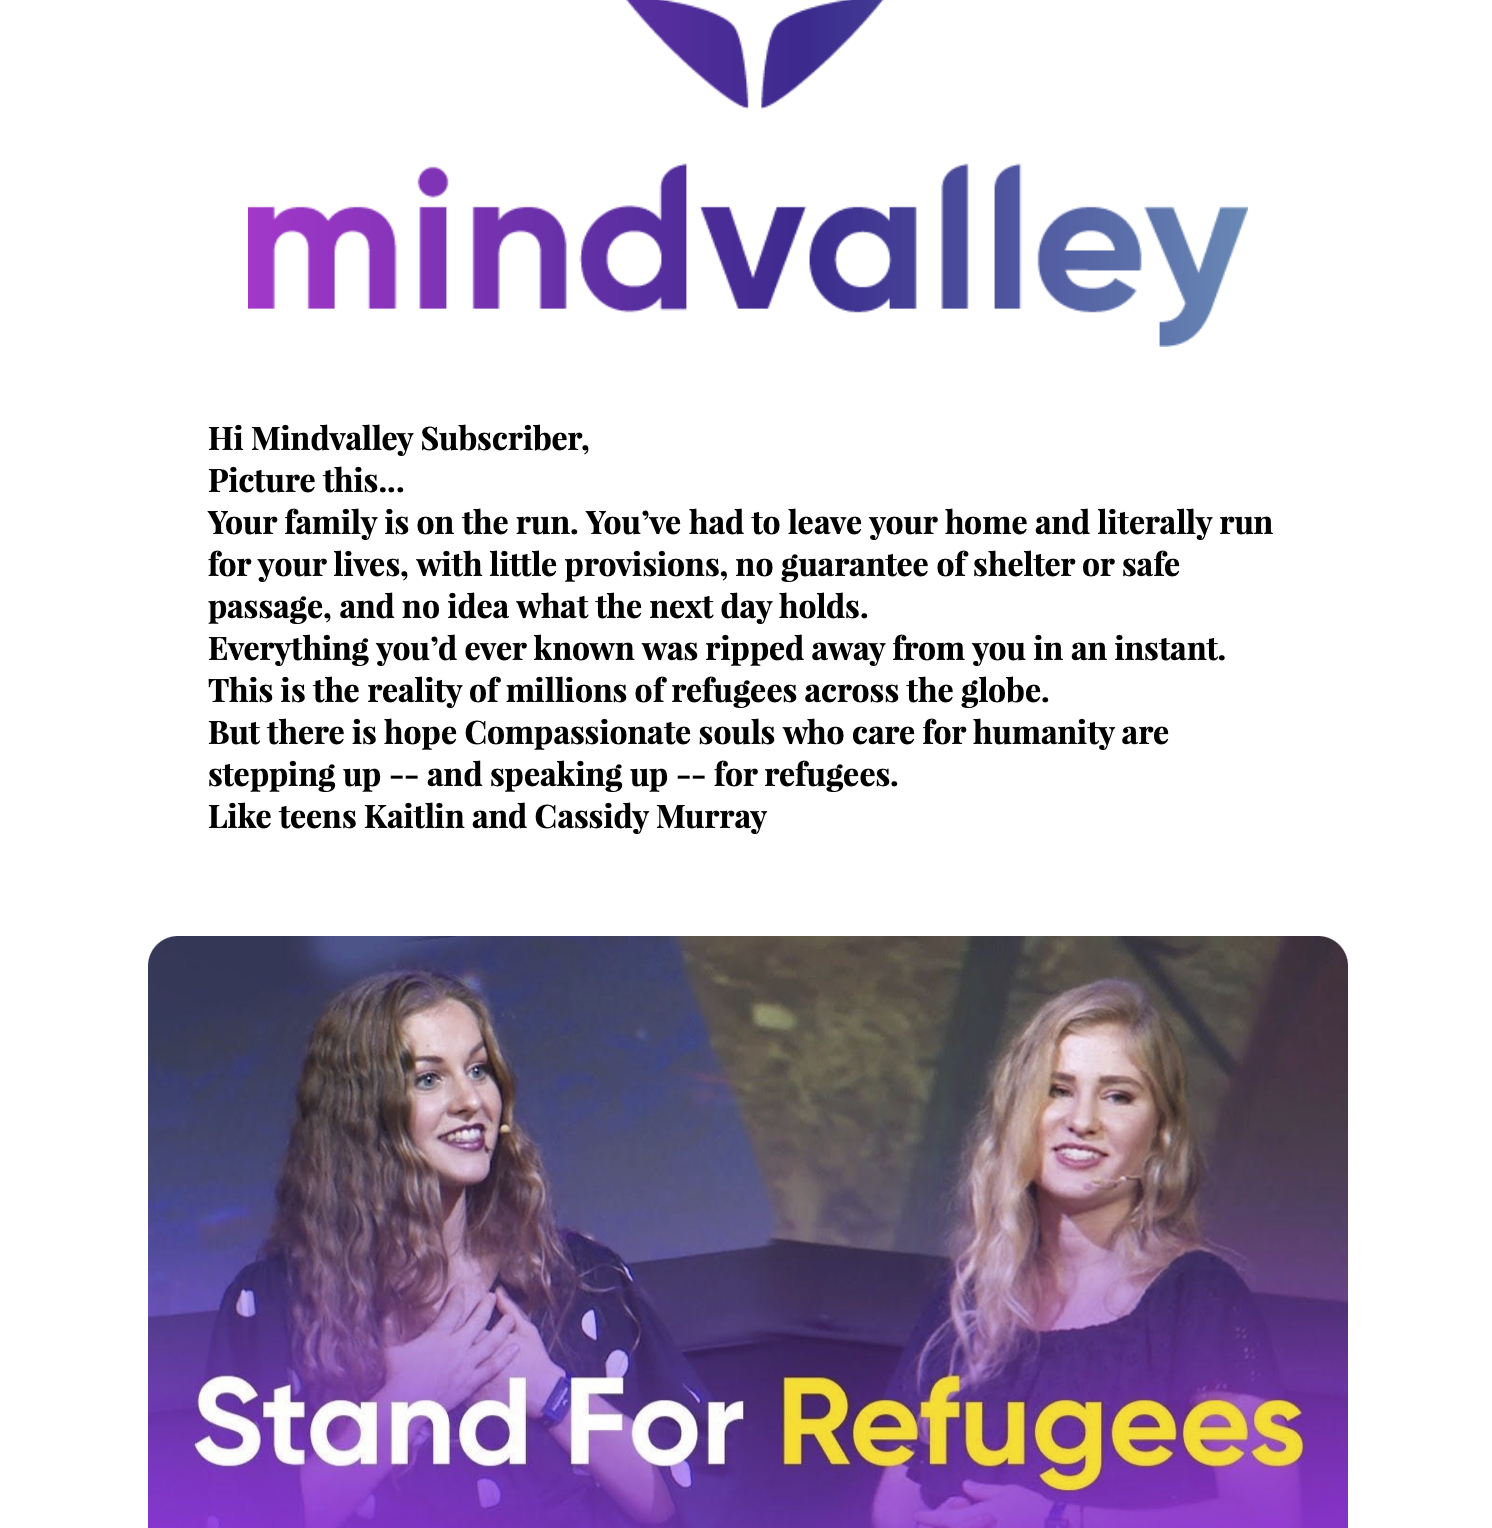 mindvalley
Hi Mindvalley Subscriber,
Picture this...
Your family is on the run. You’ve had to leave your home and literally run
for your lives, with little provisions, no guarantee of shelter or safe
passage, and no idea what the next day holds.
Everything you’d ever known was ripped away from you in an instant.
This is the reality of millions of refugees across the globe.
But there is hope Compassionate souls who care for humanity are
stepping up -- and speaking up -- for refugees.
Like teens Kaitlin and Cassidy Murray
Stand For Refugees